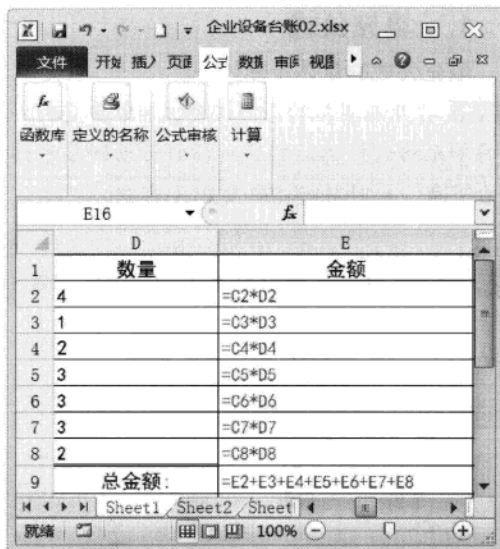 企业设备台账02.xlsx
文件 开始 插入 页面 公式 数据 审阅 视图
函数库 定义的名称 公式审核 计算
E16 fx
D E
1 数量 金额
2 4 =C2*D2
3 1 =C3*D3
4 2 =C4*D4
5 3 =C5*D5
6 3 =C6*D6
7 3 =C7*D7
8 2 =C8*D8
9 总金额: =E2+E3+E4+E5+E6+E7+E8
Sheet1 Sheet2 Sheet
就绪 100%